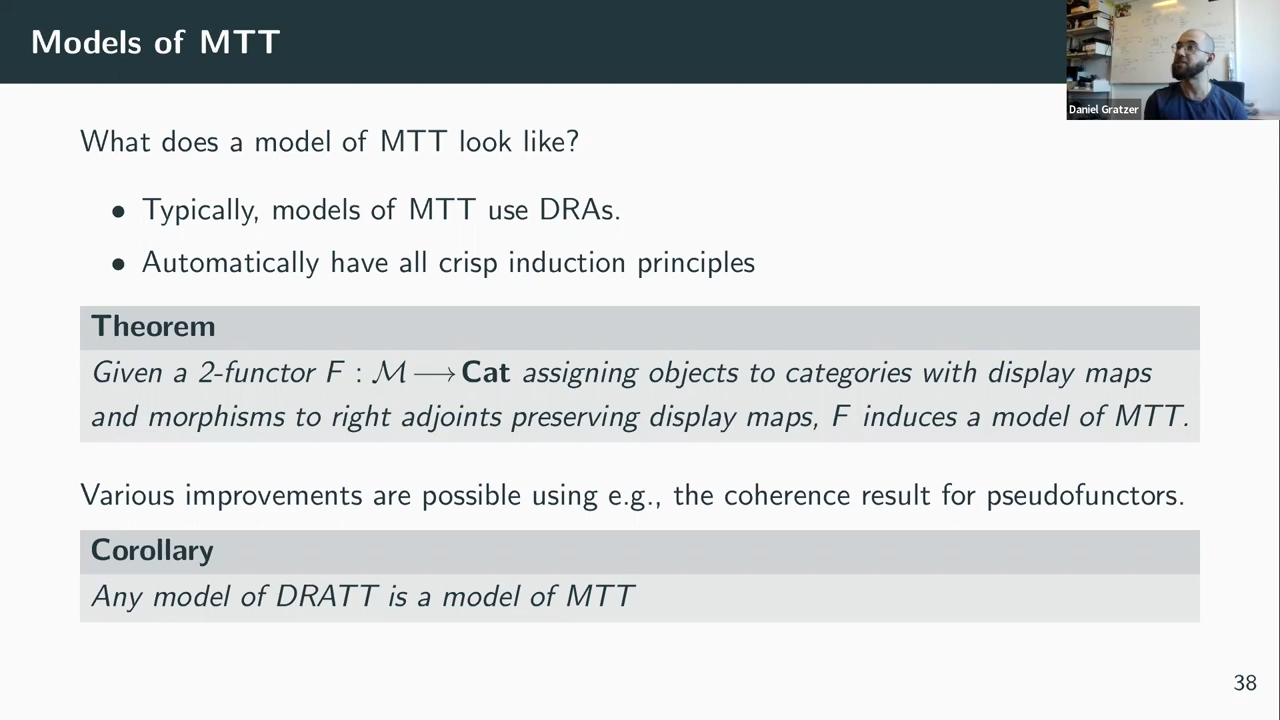 Models of MTT
Daniel Gratzer
What does a model of MTT look like?
• Typically, models of MTT use DRAs.
• Automatically have all crisp induction principles
Theorem
Given a 2-functor F : ℳ ⟶ Cat assigning objects to categories with display maps
and morphisms to right adjoints preserving display maps, F induces a model of MTT.
Various improvements are possible using e.g., the coherence result for pseudofunctors.
Corollary
Any model of DRATT is a model of MTT
38